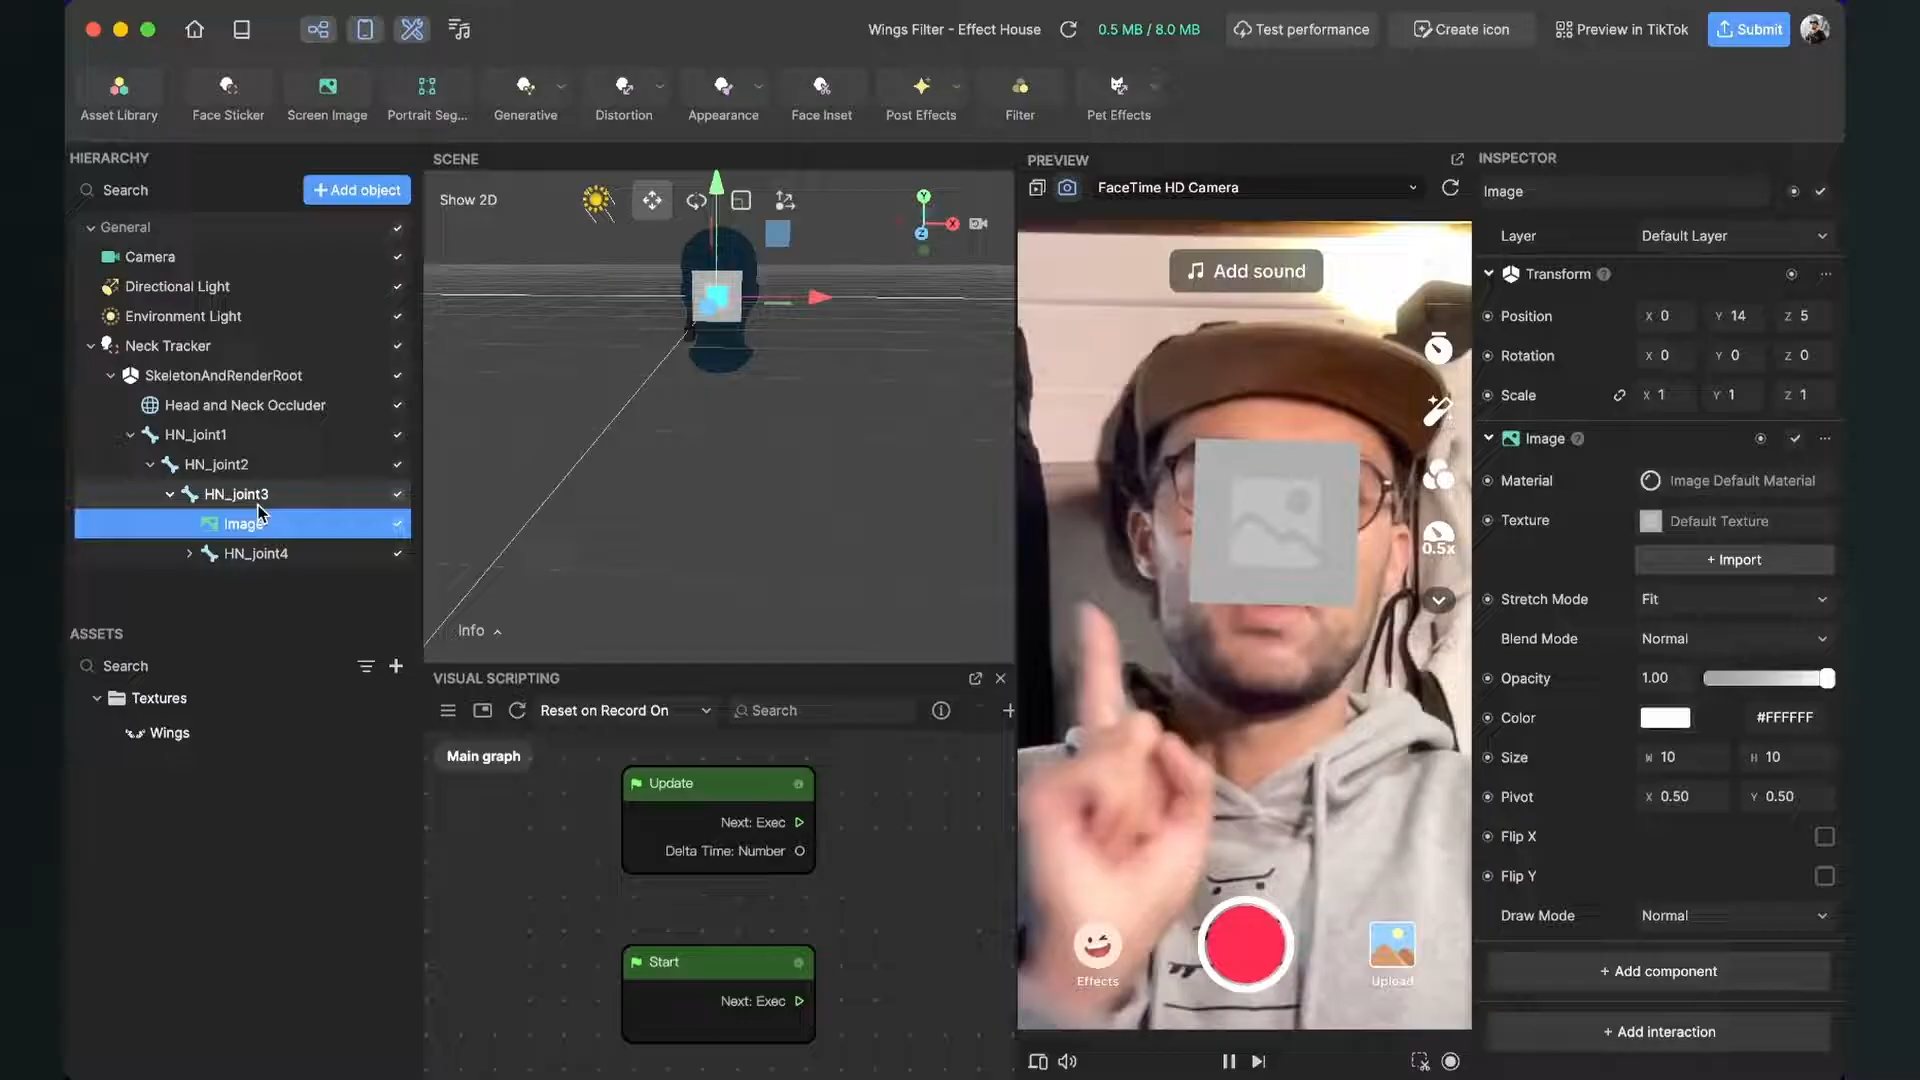 Wings Filter - Effect House
0.5 MB / 8.0 MB
Test performance
Create icon
Preview in TikTok
Submit
Asset Library
Face Sticker
Screen Image
Portrait Seg...
Generative
Distortion
Appearance
Face Inset
Post Effects
Filter
Pet Effects
HIERARCHY
Search
+ Add object
General
Camera
Directional Light
Environment Light
Neck Tracker
SkeletonAndRenderRoot
Head and Neck Occluder
HN_joint1
HN_joint2
HN_joint3
Image
HN_joint4
ASSETS
Search
Textures
Wings
SCENE
Show 2D
Y
X
Z
Info
VISUAL SCRIPTING
Reset on Record On
Search
Main graph
Update
Next: Exec
Delta Time: Number
Start
Next: Exec
PREVIEW
FaceTime HD Camera
Add sound
0.5x
Effects
Upload
INSPECTOR
Image
Layer Default Layer
Transform
Position X 0 Y 14 Z 5
Rotation X 0 Y 0 Z 0
Scale X 1 Y 1 Z 1
Image
Material Image Default Material
Texture Default Texture
+ Import
Stretch Mode Fit
Blend Mode Normal
Opacity 1.00
Color #FFFFFF
Size W 10 H 10
Pivot X 0.50 Y 0.50
Flip X
Flip Y
Draw Mode Normal
+ Add component
+ Add interaction